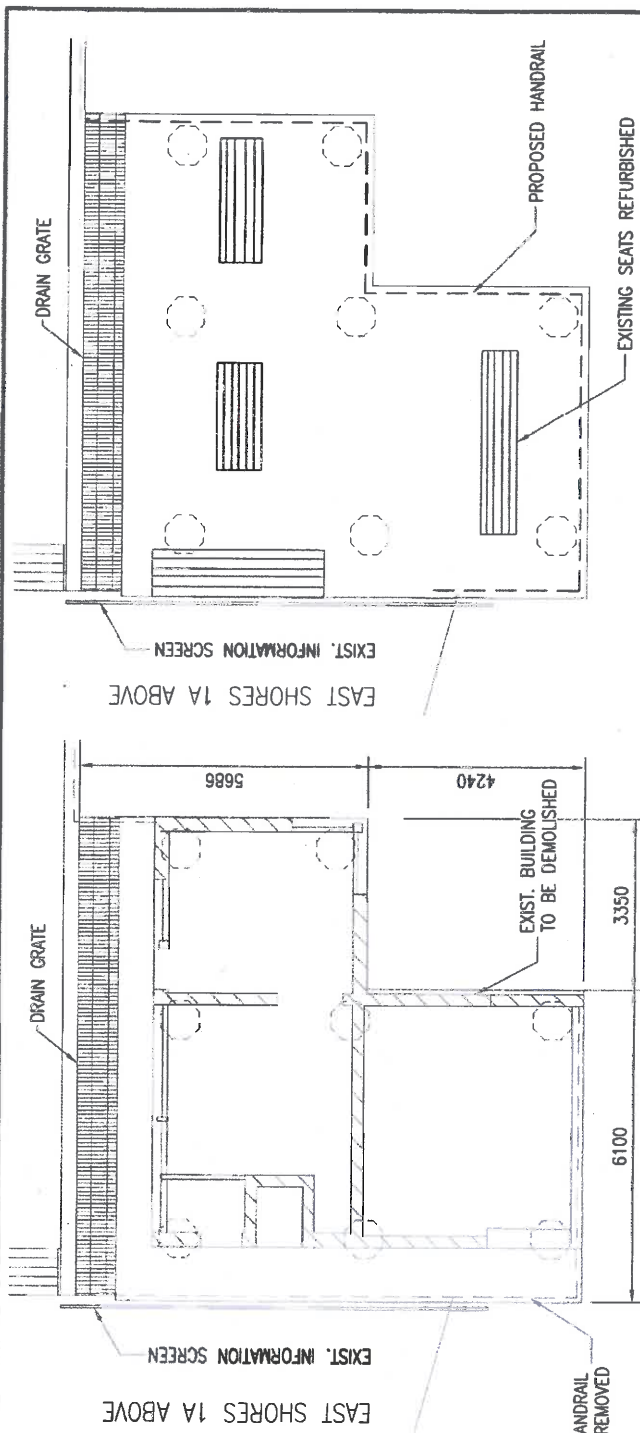 DRAIN GRATE
PROPOSED HANDRAIL
EXISTING SEATS REFURBISHED
EXIST. INFORMATION SCREEN
EAST SHORES 1A ABOVE
DRAIN GRATE
5686
4240
EXIST. BUILDING
TO BE DEMOLISHED
3350
6100
EXIST. INFORMATION SCREEN
EAST SHORES 1A ABOVE
ANDRAIL
REMOVED